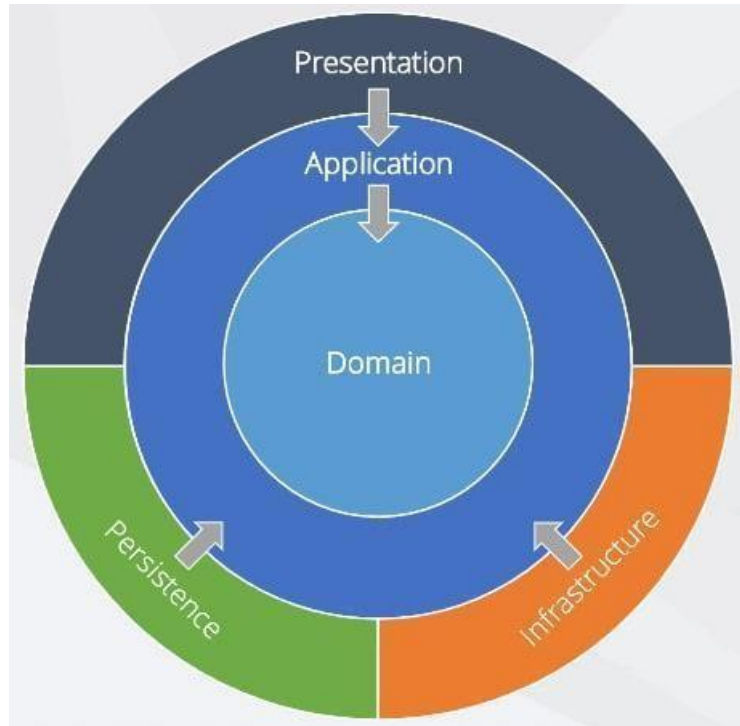 Presentation
Application
Domain
Persistence
Infrastructure